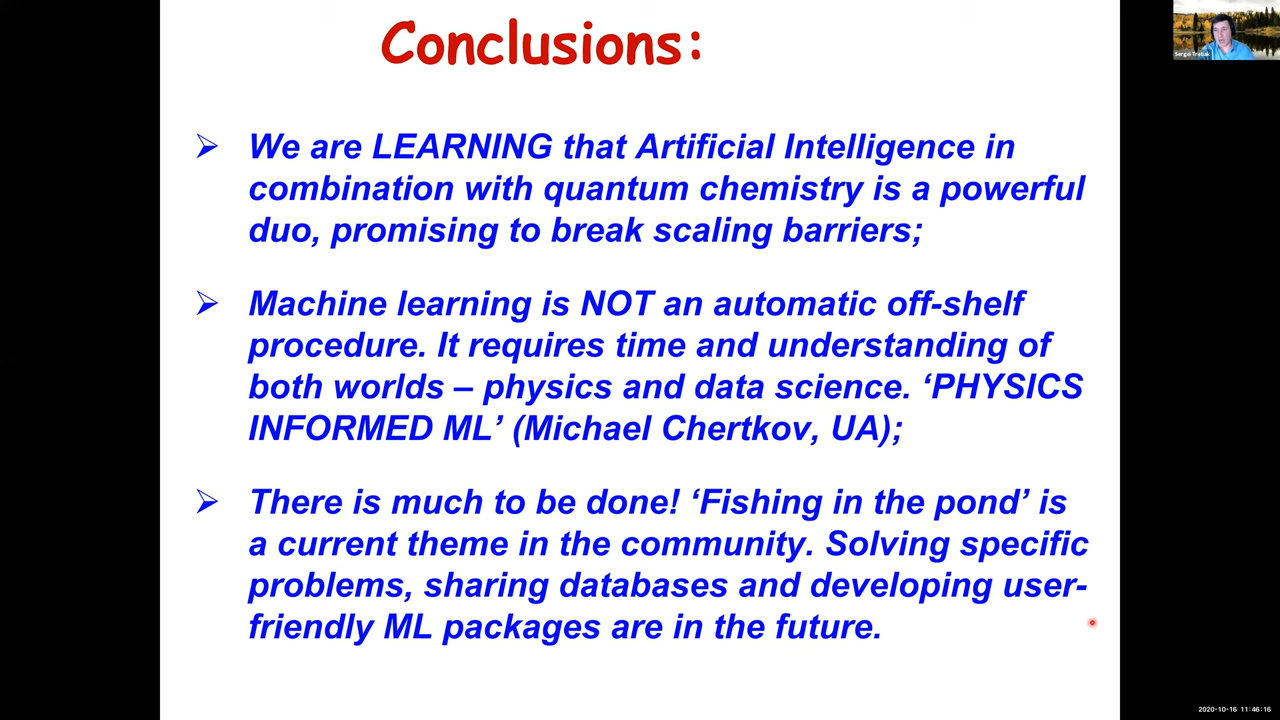 Conclusions:
Sergei Tretiak
➢ We are LEARNING that Artificial Intelligence in
combination with quantum chemistry is a powerful
duo, promising to break scaling barriers;
➢ Machine learning is NOT an automatic off-shelf
procedure. It requires time and understanding of
both worlds – physics and data science. ‘PHYSICS
INFORMED ML’ (Michael Chertkov, UA);
➢ There is much to be done! ‘Fishing in the pond’ is
a current theme in the community. Solving specific
problems, sharing databases and developing user-
friendly ML packages are in the future.
2020-10-16 11:46:16